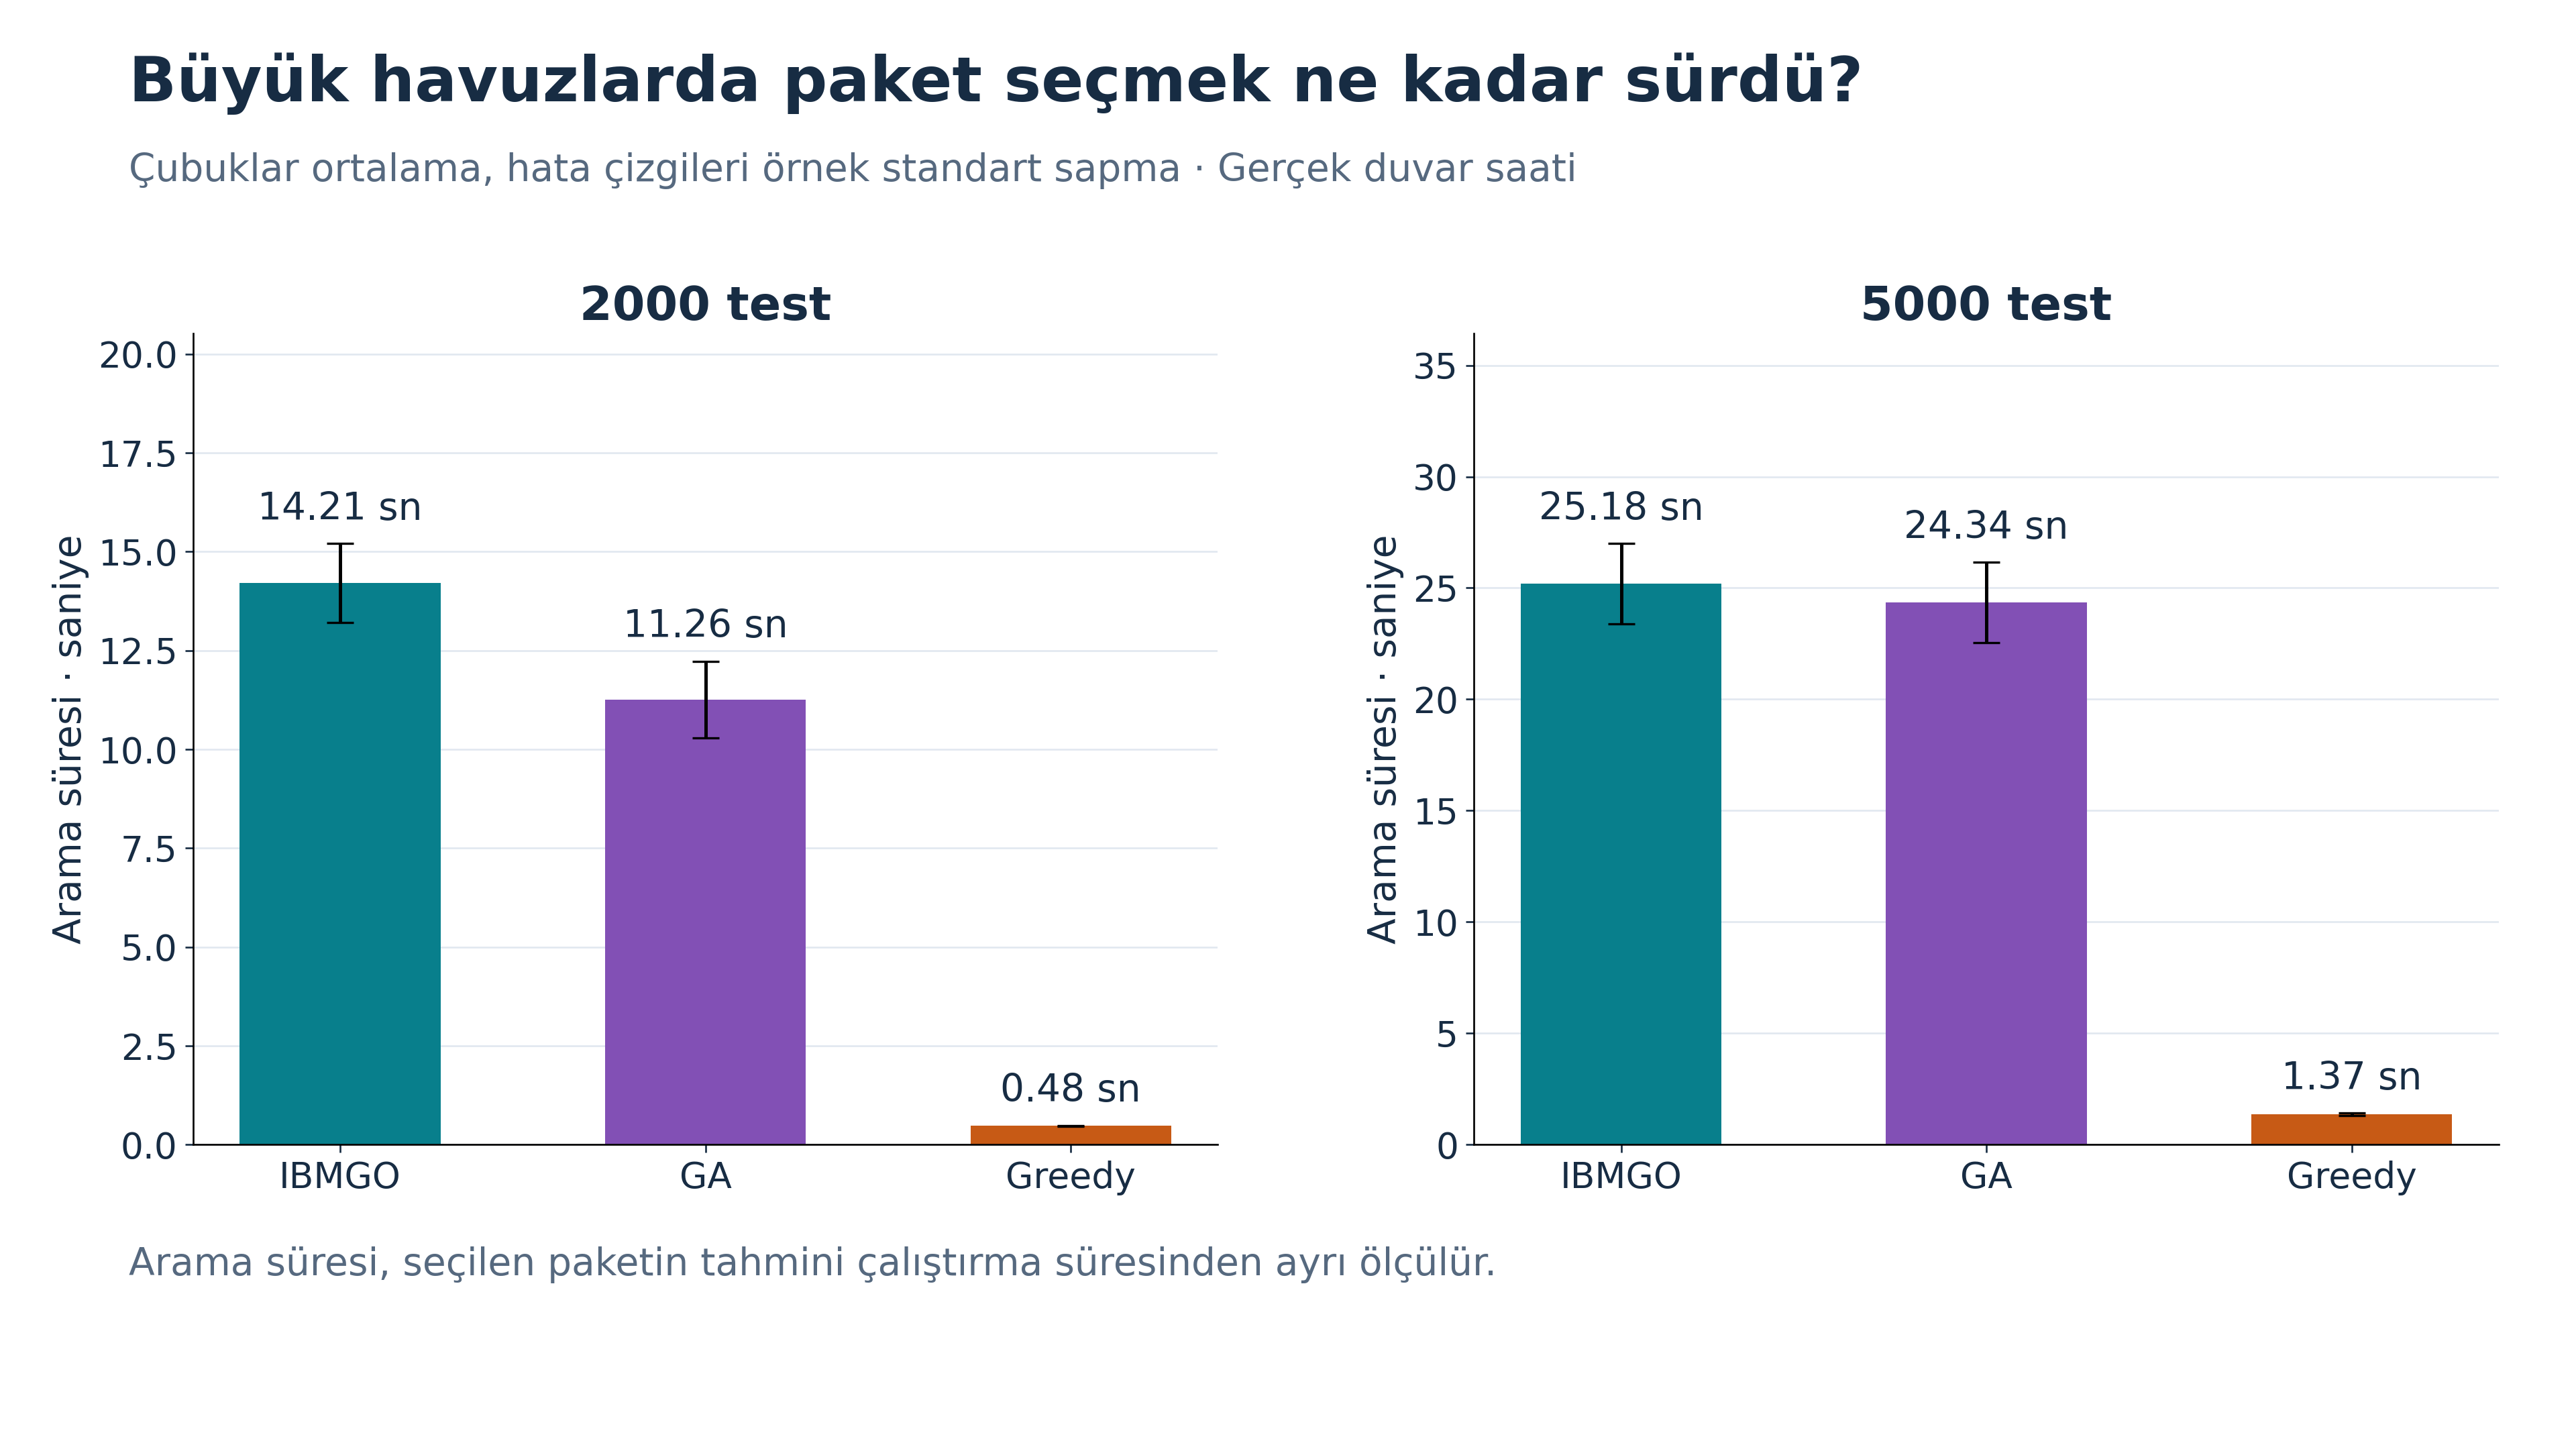 Büyük havuzlarda paket seçmek ne kadar sürdü?
Çubuklar ortalama, hata çizgileri örnek standart sapma · Gerçek duvar saati
2000 test
Arama süresi · saniye
20.0
17.5
15.0
12.5
10.0
7.5
5.0
2.5
0.0
14.21 sn
11.26 sn
0.48 sn
IBMGO
GA
Greedy
5000 test
Arama süresi · saniye
35
30
25
20
15
10
5
0
25.18 sn
24.34 sn
1.37 sn
IBMGO
GA
Greedy
Arama süresi, seçilen paketin tahmini çalıştırma süresinden ayrı ölçülür.